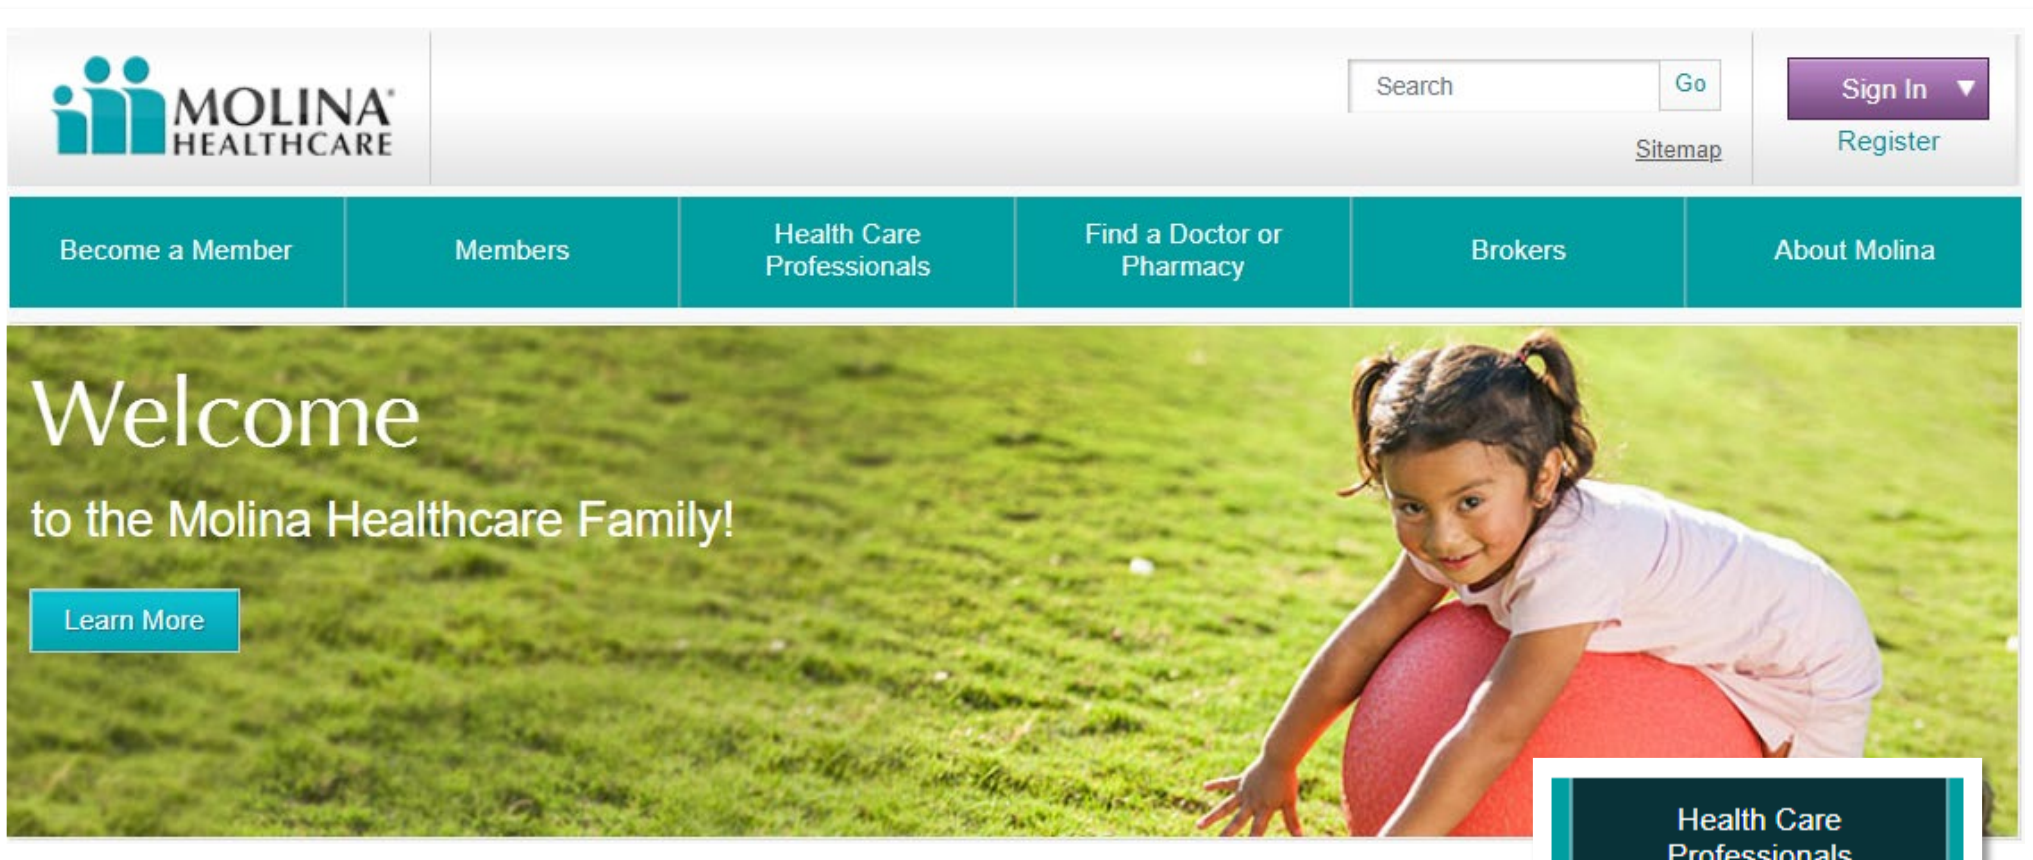 MOLINA®
HEALTHCARE
Search
Go
Sitemap
Sign In ▼
Register
Become a Member
Members
Health Care
Professionals
Find a Doctor or
Pharmacy
Brokers
About Molina
Welcome
to the Molina Healthcare Family!
Learn More
Health Care
Professionals